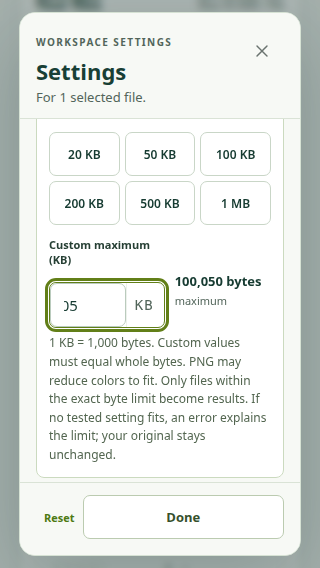 WORKSPACE SETTINGS
Settings
For 1 selected file.
20 KB
50 KB
100 KB
200 KB
500 KB
1 MB
Custom maximum
(KB)
05
KB
100,050 bytes
maximum
1 KB = 1,000 bytes. Custom values
must equal whole bytes. PNG may
reduce colors to fit. Only files within
the exact byte limit become results. If
no tested setting fits, an error explains
the limit; your original stays
unchanged.
Reset
Done